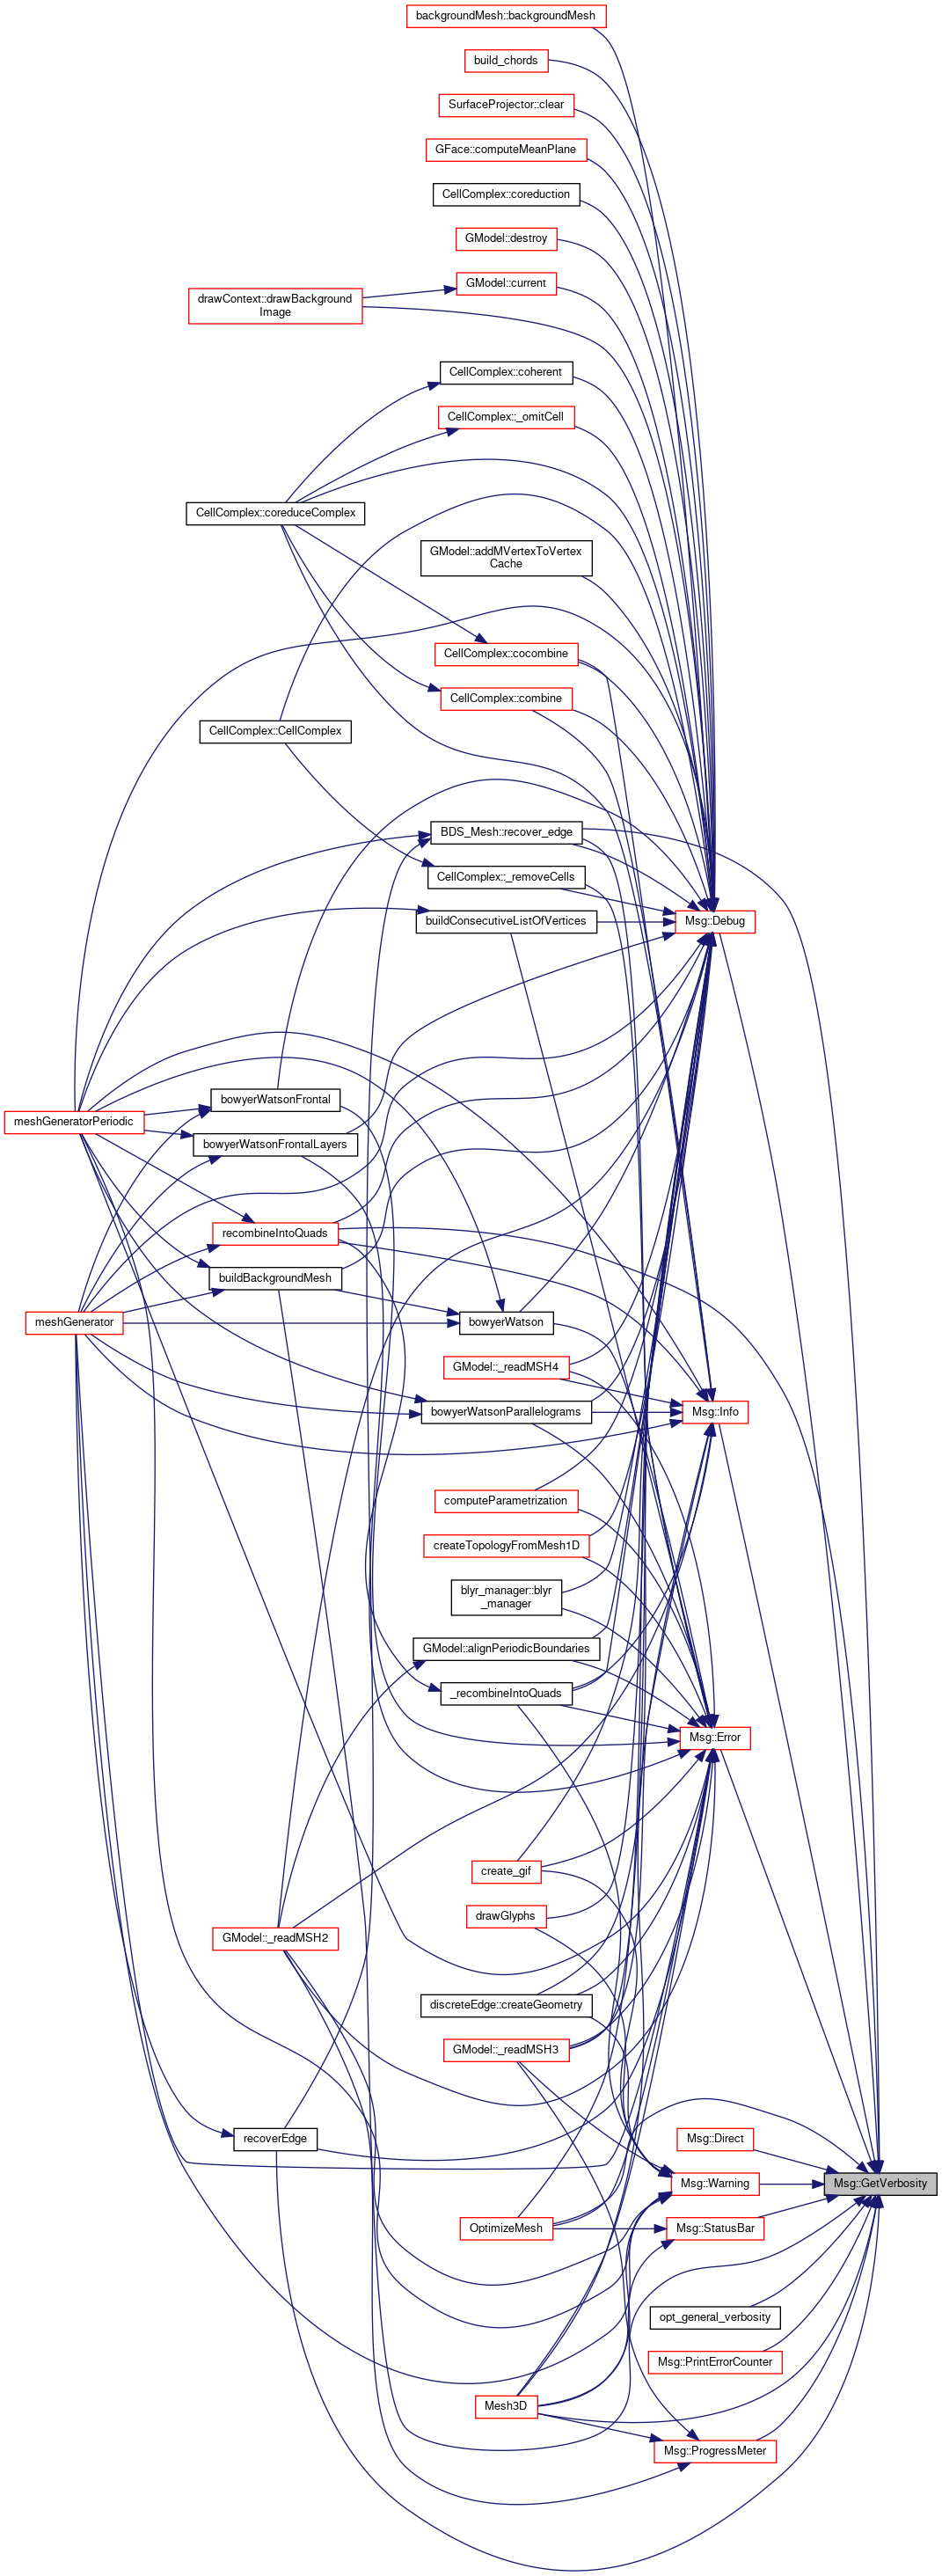 backgroundMesh::backgroundMesh
build_chords
SurfaceProjector::clear
GFace::computeMeanPlane
CellComplex::coreduction
GModel::destroy
GModel::current
drawContext::drawBackground
Image
CellComplex::coherent
CellComplex::_omitCell
CellComplex::coreduceComplex
GModel::addMVertexToVertex
Cache
CellComplex::cocombine
CellComplex::combine
CellComplex::CellComplex
BDS_Mesh::recover_edge
CellComplex::_removeCells
buildConsecutiveListOfVertices
Msg::Debug
bowyerWatsonFrontal
meshGeneratorPeriodic
bowyerWatsonFrontalLayers
recombineIntoQuads
buildBackgroundMesh
meshGenerator
bowyerWatson
GModel::_readMSH4
bowyerWatsonParallelograms
Msg::Info
computeParametrization
createTopologyFromMesh1D
blyr_manager::blyr
_manager
GModel::alignPeriodicBoundaries
_recombineIntoQuads
Msg::Error
create_gif
drawGlyphs
GModel::_readMSH2
discreteEdge::createGeometry
GModel::_readMSH3
recoverEdge
Msg::Direct
Msg::Warning
Msg::GetVerbosity
OptimizeMesh
Msg::StatusBar
opt_general_verbosity
Msg::PrintErrorCounter
Mesh3D
Msg::ProgressMeter